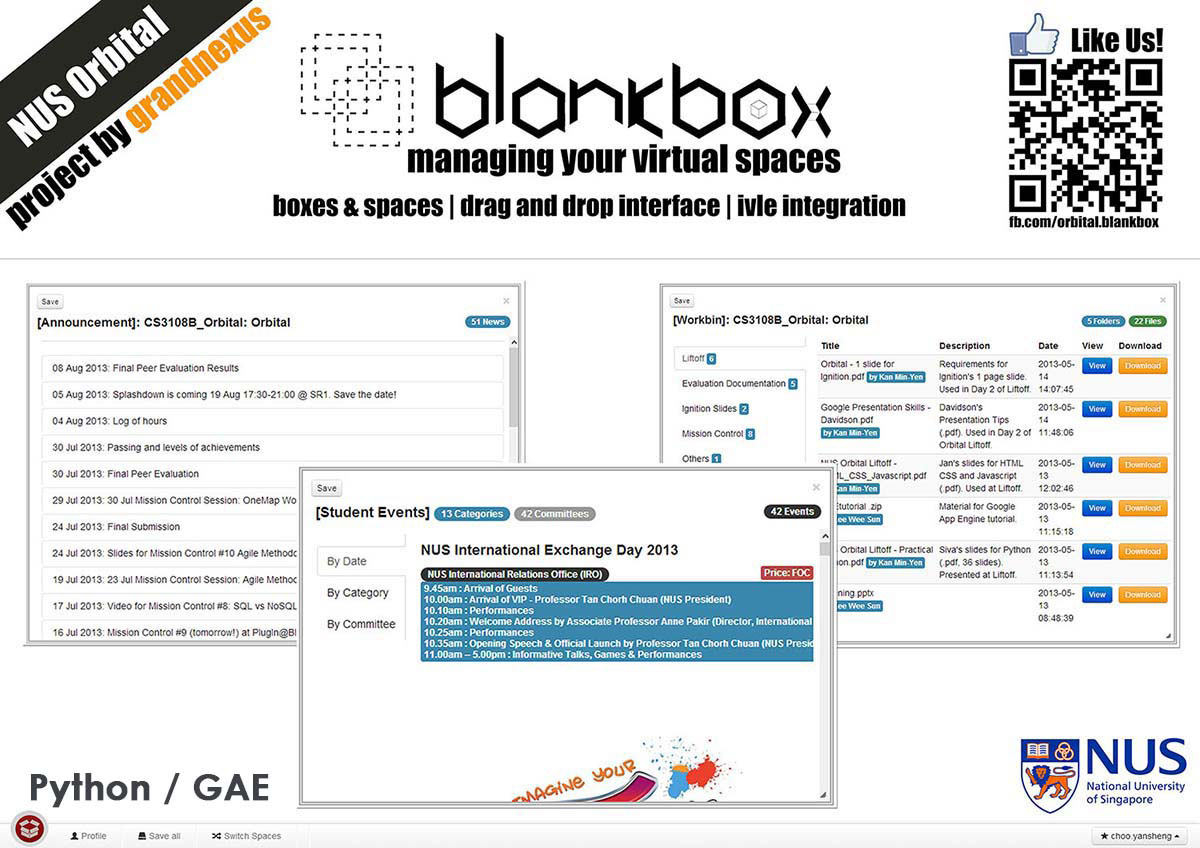 NUS Orbital
project by grandnexus
blankbox
managing your virtual spaces
boxes & spaces | drag and drop interface | ivle integration
Like Us!
fb.com/orbital.blankbox
Save
×
[Announcement]: CS3108B_Orbital: Orbital
51 News
08 Aug 2013: Final Peer Evaluation Results
05 Aug 2013: Splashdown is coming 19 Aug 17:30-21:00 @ SR1. Save the date!
04 Aug 2013: Log of hours
30 Jul 2013: Passing and levels of achievements
30 Jul 2013: Final Peer Evaluation
29 Jul 2013: 30 Jul Mission Control Session: OneMap Wo
24 Jul 2013: Final Submission
24 Jul 2013: Slides for Mission Control #10 Agile Methodo
19 Jul 2013: 23 Jul Mission Control Session: Agile Method
17 Jul 2013: Video for Mission Control #8: SQL vs NoSQL
16 Jul 2013: Mission Control #9 (tomorrow!) at PlugIn@Bl
Save
×
[Workbin]: CS3108B_Orbital: Orbital
5 Folders 22 Files
Liftoff 6
Evaluation Documentation 5
Ignition Slides 2
Mission Control 8
Others 1
Title Description Date View Download
Orbital - 1 slide for
Ignition.pdf by Kan Min-Yen
Requirements for
Ignition's 1 page slide.
Used in Day 2 of Liftoff.
2013-05-
14
14:07:45
View Download
Google Presentation Skills -
Davidson.pdf
by Kan Min-Yen
Davidson's
Presentation Tips
(.pdf). Used in Day 2 of
Orbital Liftoff.
2013-05-
14
11:48:06
View Download
NUS Orbital Liftoff -
ML_CSS_Javascript.pdf
Kan Min-Yen
Jan's slides for HTML
CSS and Javascript
(.pdf). Used at Liftoff.
2013-05-
13
12:02:46
View Download
Etutorial .zip
ee Wee Sun
Material for Google
App Engine tutorial.
2013-05-
13
11:15:18
View Download
Orbital Liftoff - Practical
on.pdf by Kan Min-Yen
Siva's slides for Python
(.pdf, 36 slides).
Presented at Liftoff.
2013-05-
13
11:13:54
View Download
ning.pptx
ee Wee Sun
2013-05-
13
08:48:39
View Download
Save
×
[Student Events] 13 Categories 42 Committees
42 Events
By Date
By Category
By Committee
NUS International Exchange Day 2013
NUS International Relations Office (IRO)
Price: FOC
9.45am : Arrival of Guests
10.00am : Arrival of VIP - Professor Tan Chorh Chuan (NUS President)
10.10am : Performances
10.20am : Welcome Address by Associate Professor Anne Pakir (Director, International
10.25am : Performances
10.35am : Opening Speech & Official Launch by Professor Tan Chorh Chuan (NUS Presid
11.00am – 5.00pm : Informative Talks, Games & Performances
IMAGINE YOUR
Python / GAE
NUS
National University
of Singapore
Profile
Save all
Switch Spaces
choo.yansheng